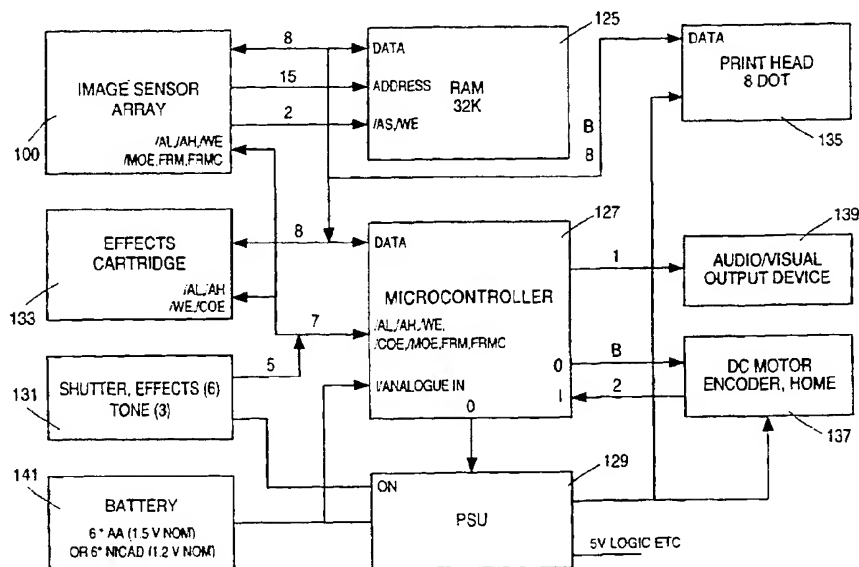 IMAGE SENSOR
ARRAY
/AL,/AH,/WE
/MOE,FRM,FRMC
100
8
15
2
DATA
ADDRESS
/AS,/WE
RAM
32K
125
B
8
DATA
PRINT HEAD
8 DOT
135
EFFECTS
CARTRIDGE
/AL,/AH
/WE,/COE
133
8
7
DATA
MICROCONTROLLER
/AL,/AH,/WE,
/COE,/MOE,FRM,FRMC
I/ANALOGUE IN
O
O
I
127
1
139
AUDIO/VISUAL
OUTPUT DEVICE
B
2
DC MOTOR
ENCODER, HOME
137
131
SHUTTER, EFFECTS (6)
TONE (3)
5
141
BATTERY
6* AA (1.5 V NOM)
OR 6* NICAD (1.2 V NOM)
ON
PSU
129
5V LOGIC ETC